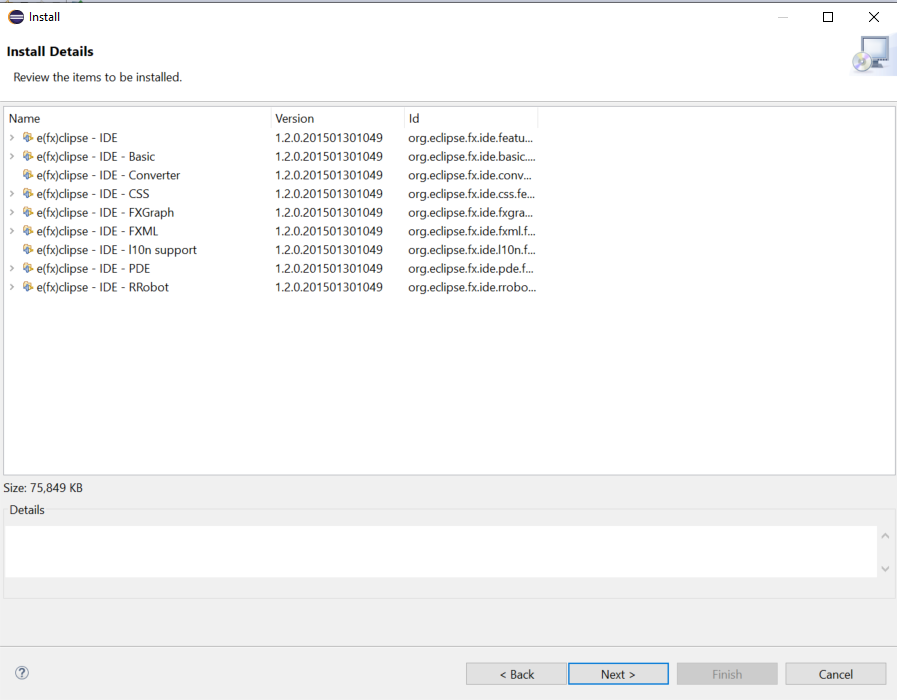 Install
Install Details
Review the items to be installed.
Name Version Id
e(fx)clipse - IDE 1.2.0.201501301049 org.eclipse.fx.ide.featu...
e(fx)clipse - IDE - Basic 1.2.0.201501301049 org.eclipse.fx.ide.basic....
e(fx)clipse - IDE - Converter 1.2.0.201501301049 org.eclipse.fx.ide.conv...
e(fx)clipse - IDE - CSS 1.2.0.201501301049 org.eclipse.fx.ide.css.fe...
e(fx)clipse - IDE - FXGraph 1.2.0.201501301049 org.eclipse.fx.ide.fxgra...
e(fx)clipse - IDE - FXML 1.2.0.201501301049 org.eclipse.fx.ide.fxml.f...
e(fx)clipse - IDE - l10n support 1.2.0.201501301049 org.eclipse.fx.ide.l10n.f...
e(fx)clipse - IDE - PDE 1.2.0.201501301049 org.eclipse.fx.ide.pde.f...
e(fx)clipse - IDE - RRobot 1.2.0.201501301049 org.eclipse.fx.ide.rrobo...
Size: 75,849 KB
Details
? < Back Next > Finish Cancel